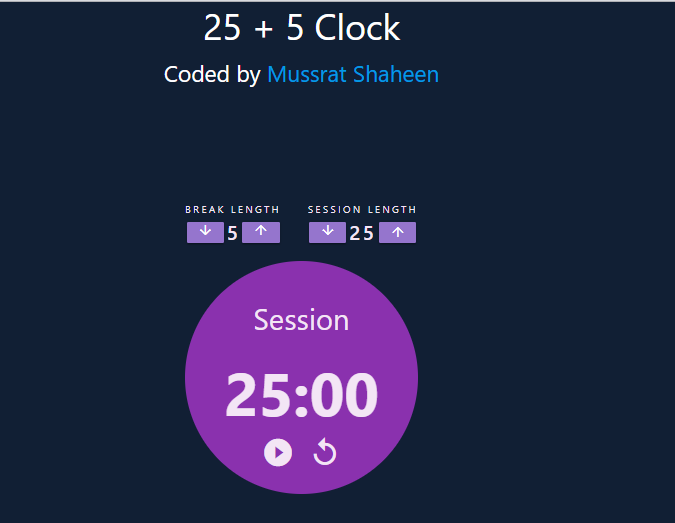 25 + 5 Clock
Coded by Mussrat Shaheen
BREAK LENGTH SESSION LENGTH
5 25
Session
25:00